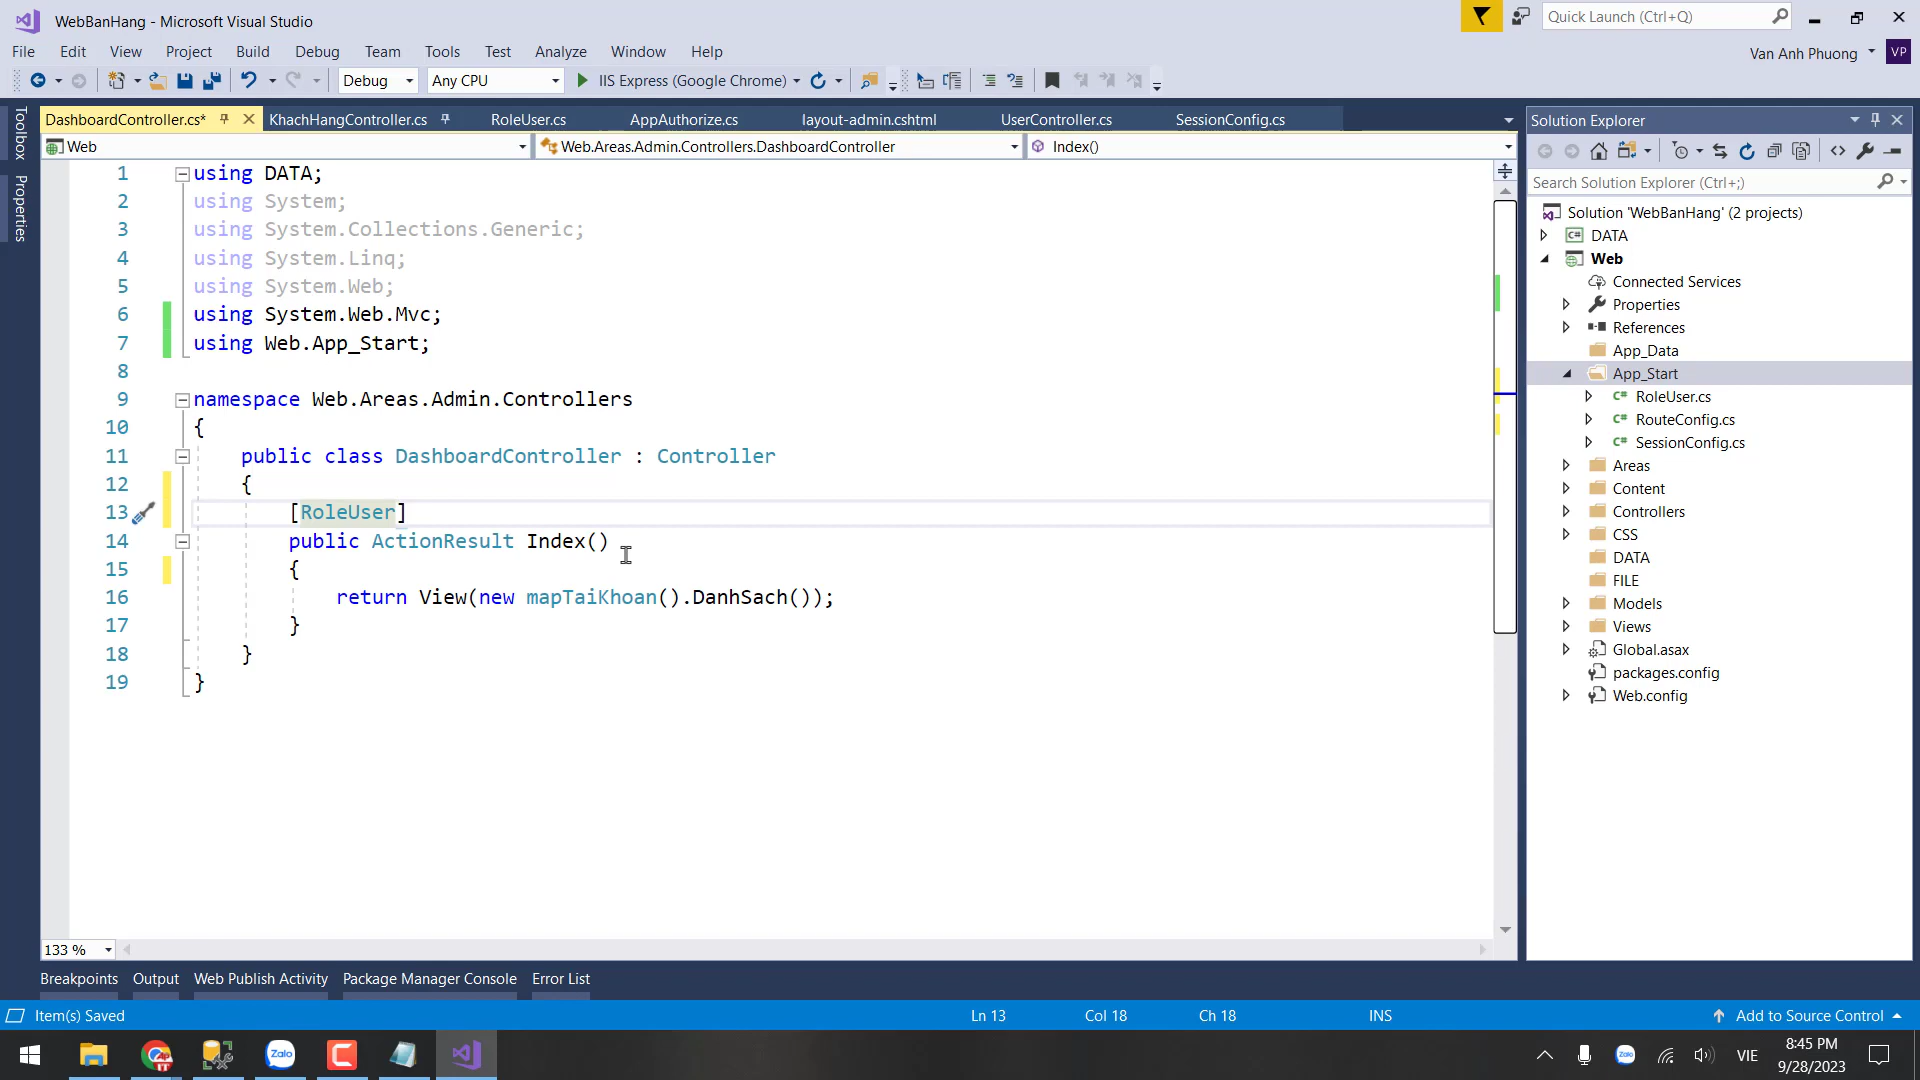 WebBanHang - Microsoft Visual Studio
Quick Launch (Ctrl+Q)
File Edit View Project Build Debug Team Tools Test Analyze Window Help
Van Anh Phuong VP
Debug Any CPU IIS Express (Google Chrome)
Toolbox
Properties
DashboardController.cs* KhachHangController.cs RoleUser.cs AppAuthorize.cs layout-admin.cshtml UserController.cs SessionConfig.cs
Web Web.Areas.Admin.Controllers.DashboardController Index()
1 using DATA;
2 using System;
3 using System.Collections.Generic;
4 using System.Linq;
5 using System.Web;
6 using System.Web.Mvc;
7 using Web.App_Start;
8
9 namespace Web.Areas.Admin.Controllers
10 {
11 public class DashboardController : Controller
12 {
13 [RoleUser]
14 public ActionResult Index()
15 {
16 return View(new mapTaiKhoan().DanhSach());
17 }
18 }
19 }
133 %
Solution Explorer
Search Solution Explorer (Ctrl+;)
Solution 'WebBanHang' (2 projects)
C# DATA
Web
Connected Services
Properties
References
App_Data
App_Start
C# RoleUser.cs
C# RouteConfig.cs
C# SessionConfig.cs
Areas
Content
Controllers
CSS
DATA
FILE
Models
Views
Global.asax
packages.config
Web.config
Breakpoints Output Web Publish Activity Package Manager Console Error List
Item(s) Saved Ln 13 Col 18 Ch 18 INS Add to Source Control
Zalo
VIE
8:45 PM
9/28/2023